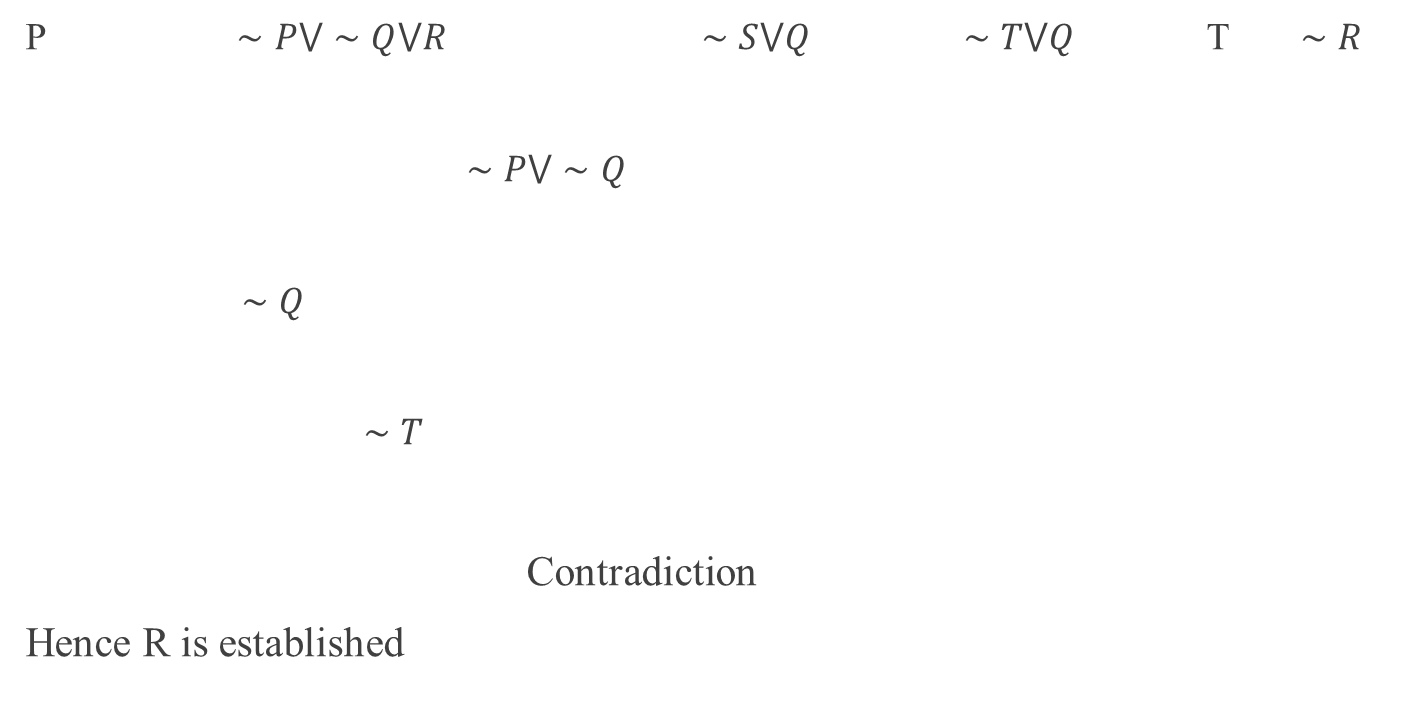 P ~ P∨ ~ Q∨R ~ S∨Q ~ T∨Q T ~ R
~ P∨ ~ Q
~ Q
~ T
Contradiction
Hence R is established